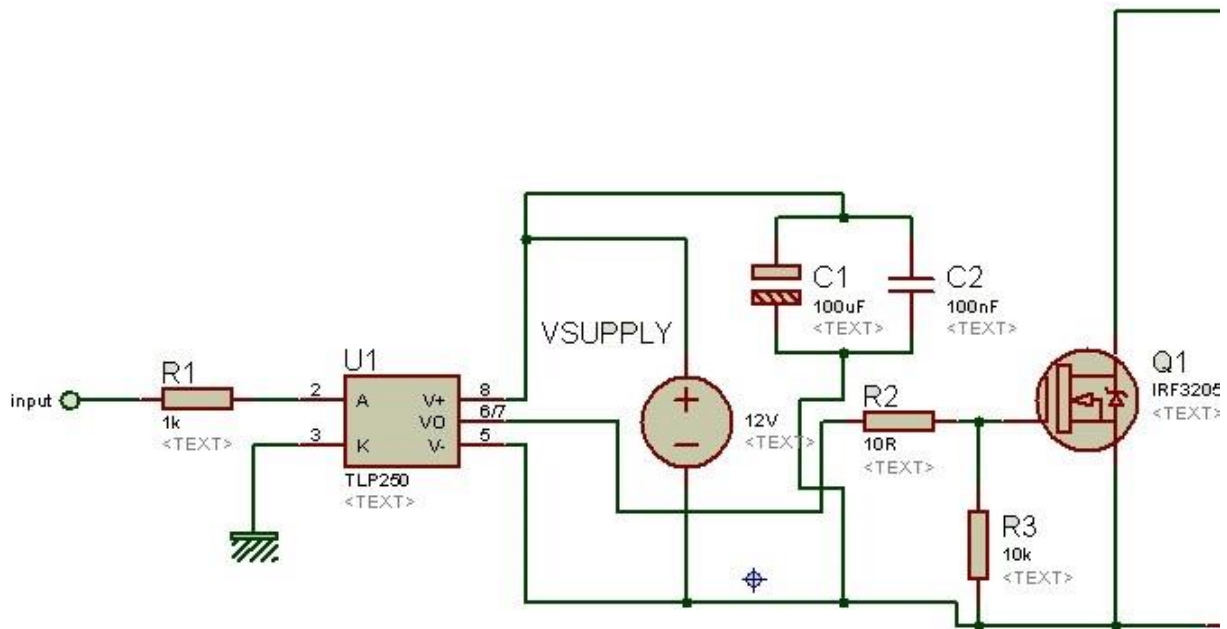 input
R1
1k
<TEXT>
U1
2
A
V+
8
VO
6/7
3
K
V-
5
TLP250
<TEXT>
VSUPPLY
12V
<TEXT>
C1
100uF
<TEXT>
C2
100nF
<TEXT>
R2
10R
<TEXT>
R3
10k
<TEXT>
Q1
IRF3205
<TEXT>